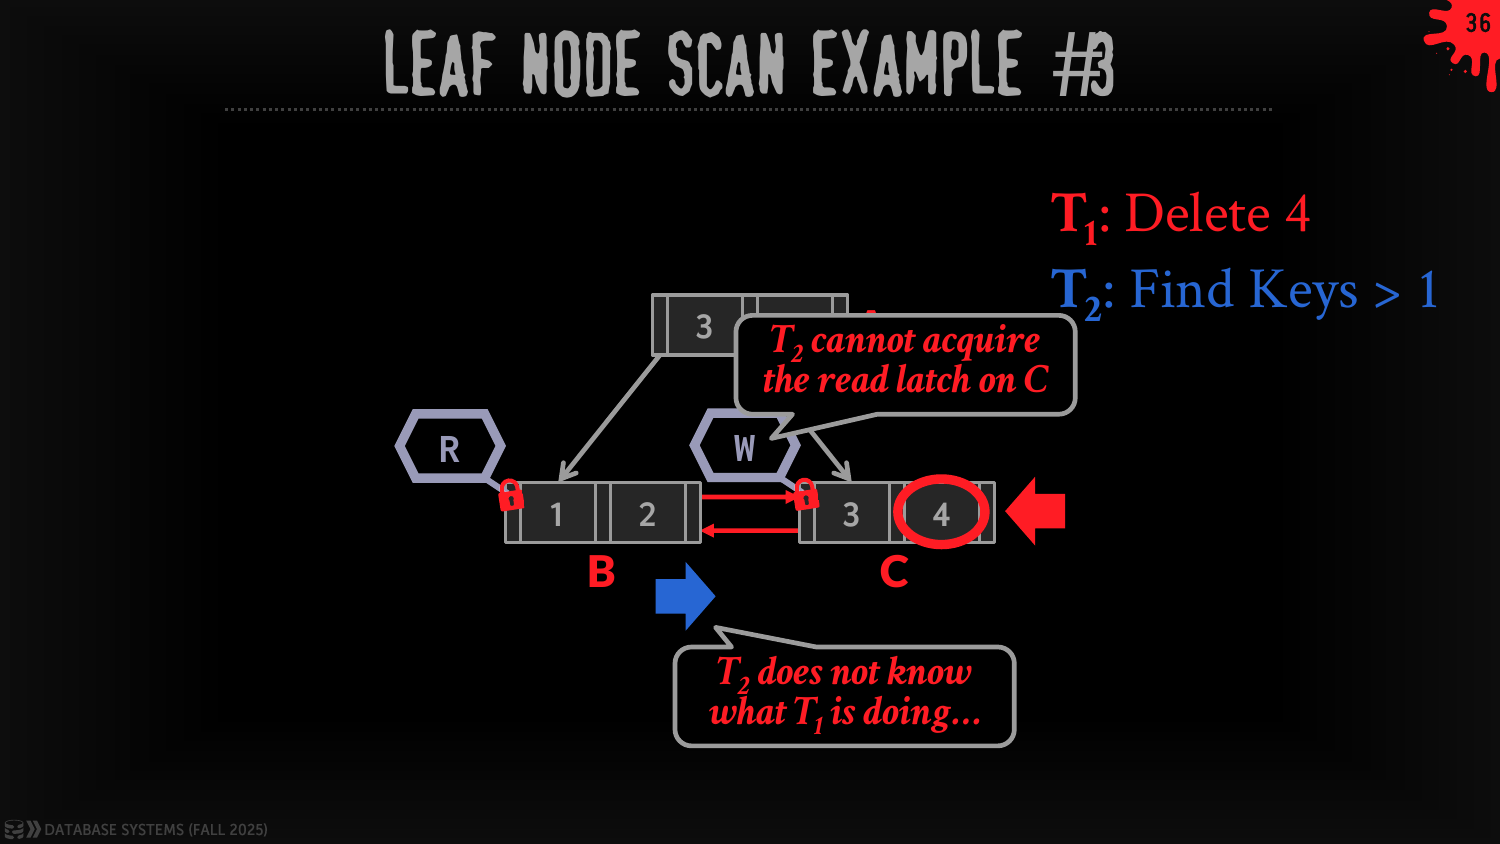 LEAF NODE SCAN EXAMPLE #3
36
T1: Delete 4
T2: Find Keys > 1
3
T2 cannot acquire
the read latch on C
R
W
1 2
3 4
B
C
T2 does not know
what T1 is doing...
DATABASE SYSTEMS (FALL 2025)